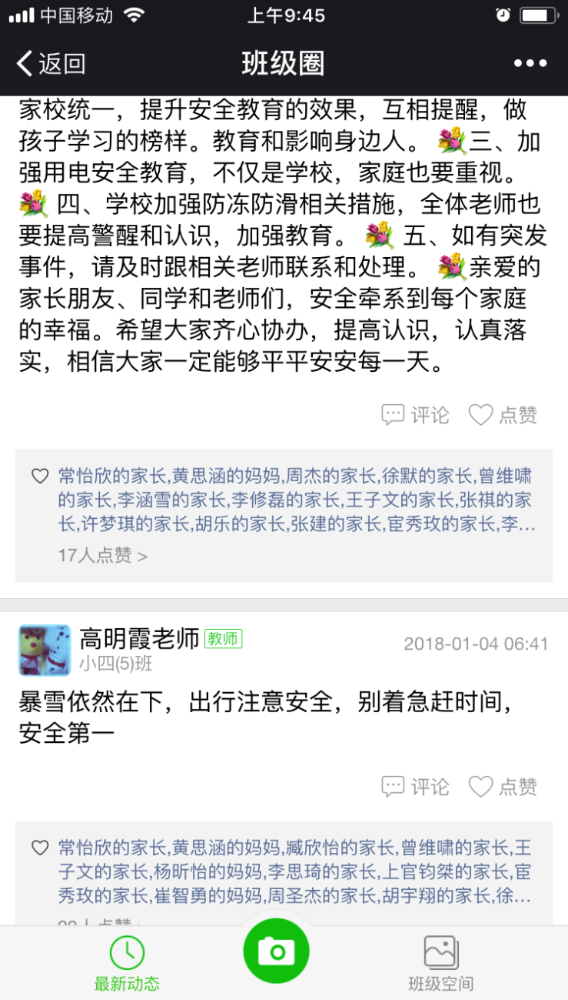 中国移动 上午9:45
返回 班级圈
家校统一，提升安全教育的效果，互相提醒，做
孩子学习的榜样。教育和影响身边人。 💐三、加
强用电安全教育，不仅是学校，家庭也要重视。
💐 四、学校加强防冻防滑相关措施，全体老师也
要提高警醒和认识，加强教育。 💐 五、如有突发
事件，请及时跟相关老师联系和处理。 💐亲爱的
家长朋友、同学和老师们，安全牵系到每个家庭
的幸福。希望大家齐心协办，提高认识，认真落
实，相信大家一定能够平平安安每一天。
评论 点赞
常怡欣的家长,黄思涵的妈妈,周杰的家长,徐默的家长,曾维啸
的家长,李涵雪的家长,李修磊的家长,王子文的家长,张祺的家
长,许梦琪的家长,胡乐的家长,张建的家长,宦秀玫的家长,李...
17人点赞 >
高明霞老师 教师 2018-01-04 06:41
小四(5)班
暴雪依然在下，出行注意安全，别着急赶时间，
安全第一
评论 点赞
常怡欣的家长,黄思涵的妈妈,臧欣怡的家长,曾维啸的家长,王
子文的家长,杨昕怡的妈妈,李思琦的家长,上官钧桀的家长,宦
秀玫的家长,崔智勇的妈妈,周圣杰的家长,胡宇翔的家长,徐...
人点赞
最新动态 班级空间